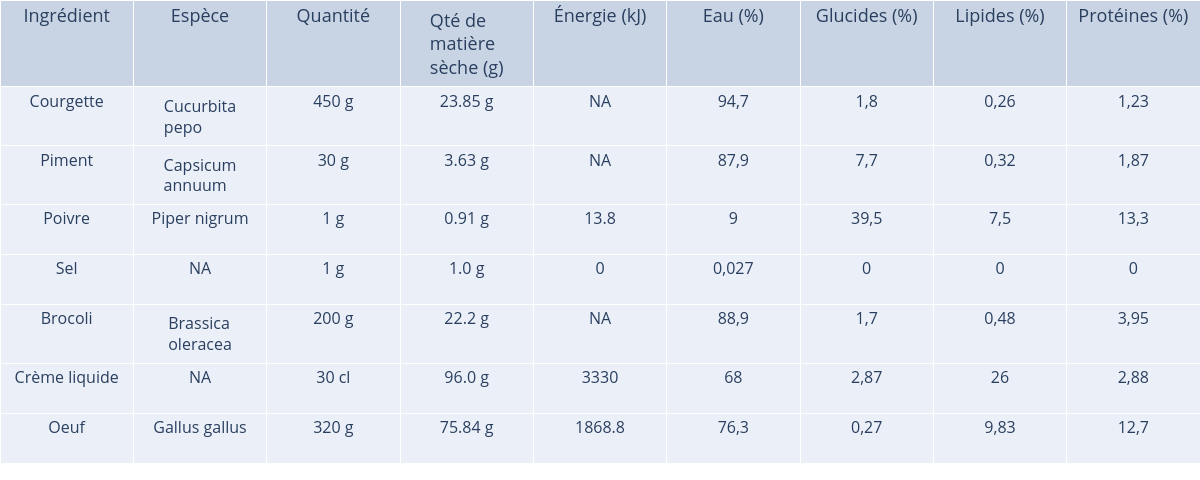 Ingrédient Espèce Quantité Qté de matière sèche (g) Énergie (kJ) Eau (%) Glucides (%) Lipides (%) Protéines (%)
Courgette Cucurbita pepo 450 g 23.85 g NA 94,7 1,8 0,26 1,23
Piment Capsicum annuum 30 g 3.63 g NA 87,9 7,7 0,32 1,87
Poivre Piper nigrum 1 g 0.91 g 13.8 9 39,5 7,5 13,3
Sel NA 1 g 1.0 g 0 0,027 0 0 0
Brocoli Brassica oleracea 200 g 22.2 g NA 88,9 1,7 0,48 3,95
Crème liquide NA 30 cl 96.0 g 3330 68 2,87 26 2,88
Oeuf Gallus gallus 320 g 75.84 g 1868.8 76,3 0,27 9,83 12,7